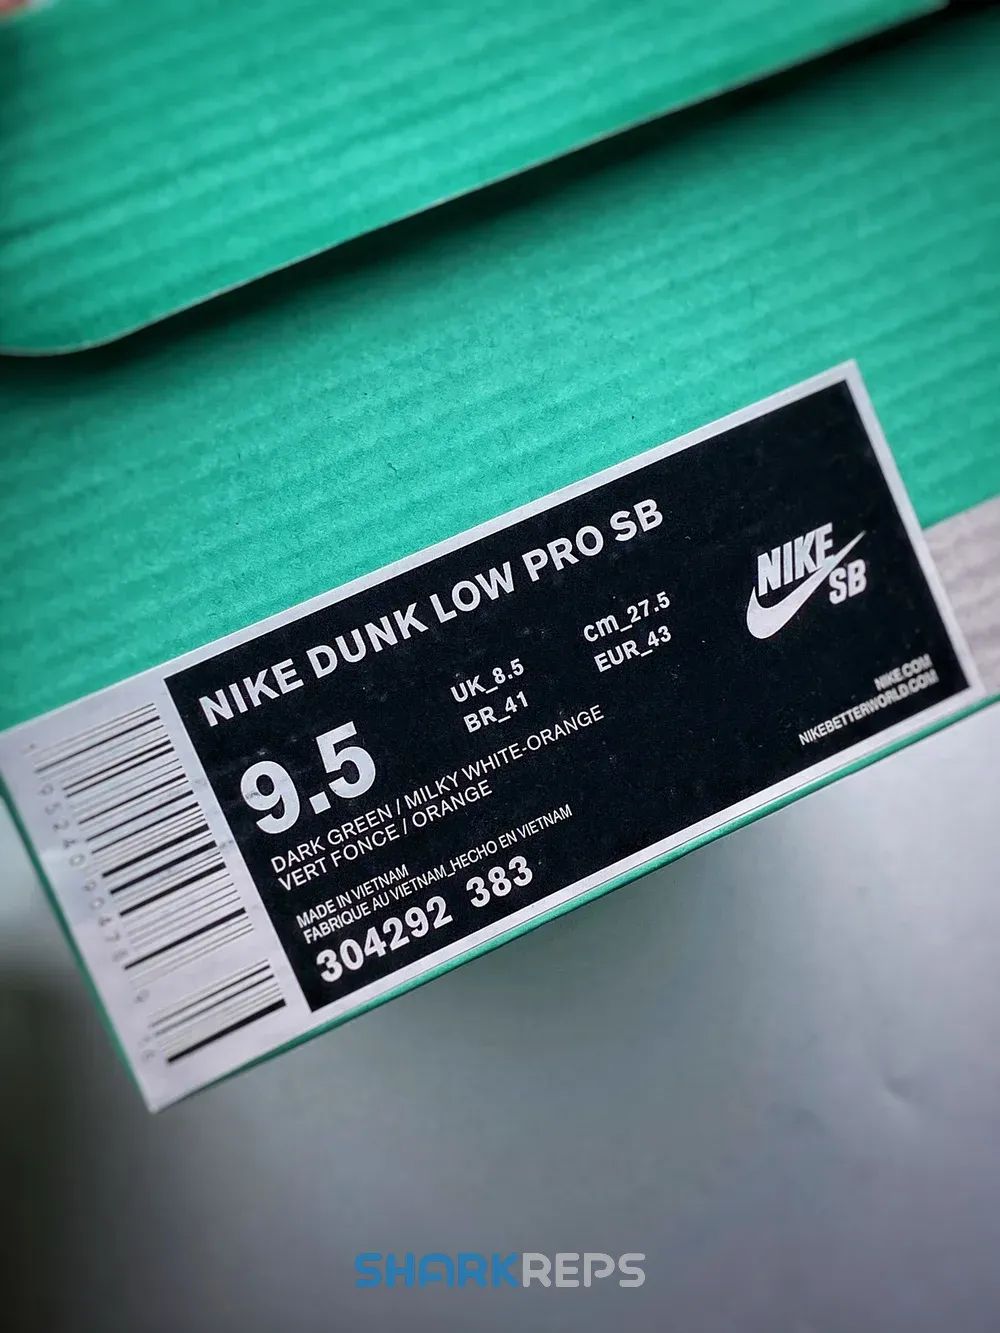 NIKE DUNK LOW PRO SB
9.5
UK_8.5
cm_27.5
BR_41
EUR_43
DARK GREEN / MILKY WHITE-ORANGE
VERT FONCE / ORANGE
MADE IN VIETNAM
FABRIQUE AU VIETNAM_HECHO EN VIETNAM
304292 383
NIKE
SB
NIKE.COM
NIKEBETTERWORLD.COM
SHARKREPS